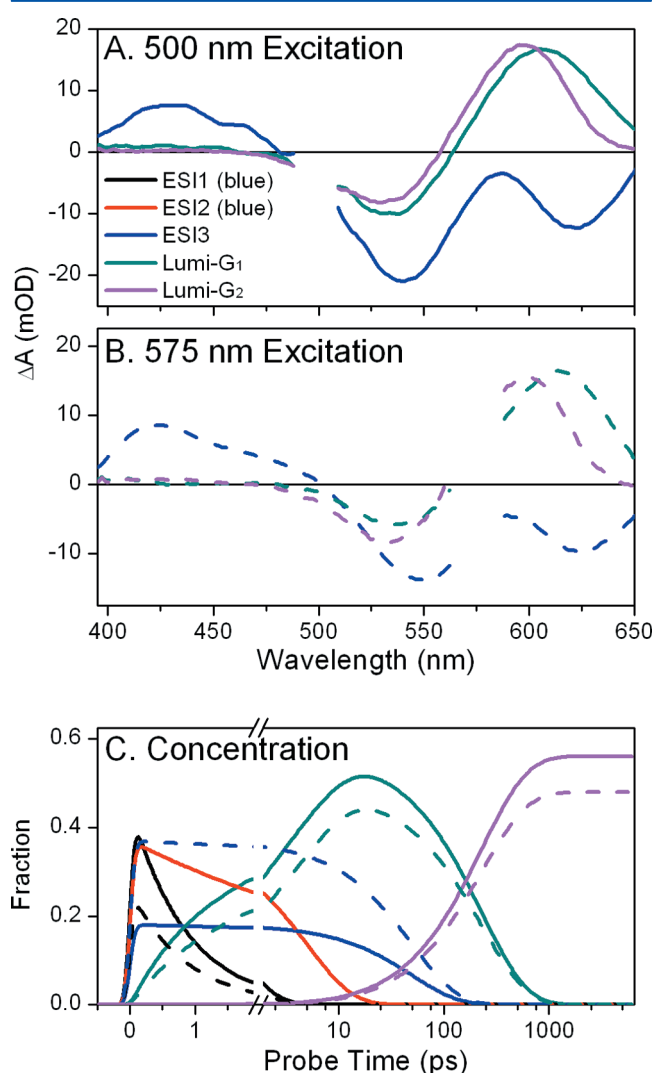 A. 500 nm Excitation
20
10
0
-10
-20
ESI1 (blue)
ESI2 (blue)
ESI3
Lumi-G₁
Lumi-G₂
ΔA (mOD)
B. 575 nm Excitation
20
10
0
-10
400 450 500 550 600 650
Wavelength (nm)
C. Concentration
0.6
0.4
0.2
0.0
Fraction
0 1 10 100 1000
Probe Time (ps)